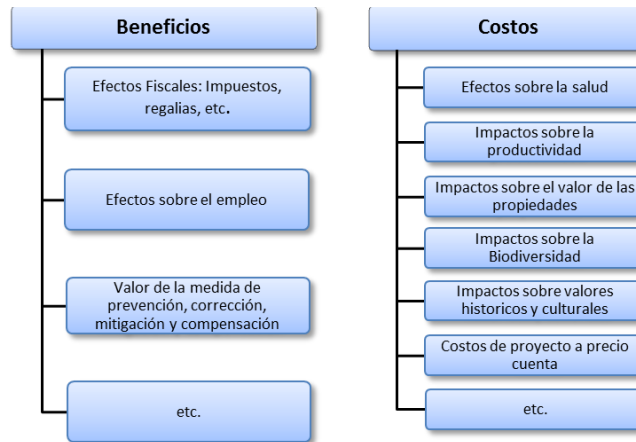 Beneficios
Efectos Fiscales: Impuestos,
regalias, etc.
Efectos sobre el empleo
Valor de la medida de
prevención, corrección,
mitigación y compensación
etc.
Costos
Efectos sobre la salud
Impactos sobre la
productividad
Impactos sobre el valor de las
propiedades
Impactos sobre la
Biodiversidad
Impactos sobre valores
historicos y culturales
Costos de proyecto a precio
cuenta
etc.